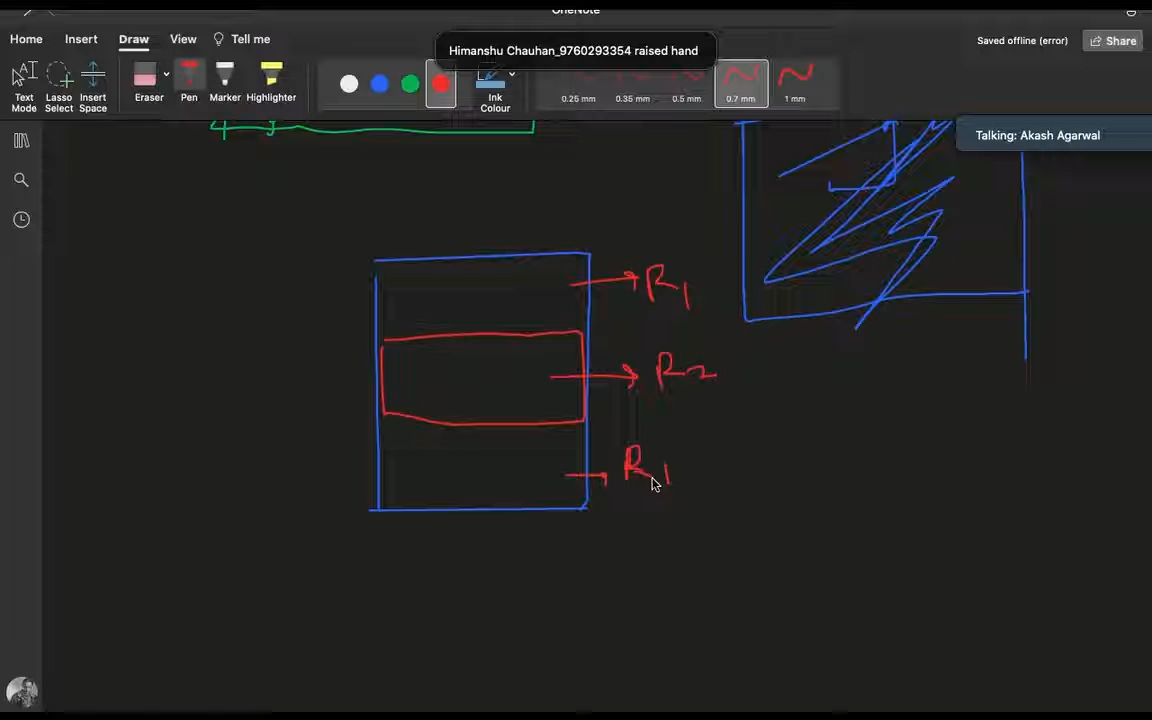 OneNote
Himanshu Chauhan_9760293354 raised hand
Home Insert Draw View Tell me
Saved offline (error) Share
Text Mode
Lasso Select
Insert Space
Eraser
Pen
Marker
Highlighter
Ink Colour
0.25 mm
0.35 mm
0.5 mm
0.7 mm
1 mm
Talking: Akash Agarwal
R1
R2
R1